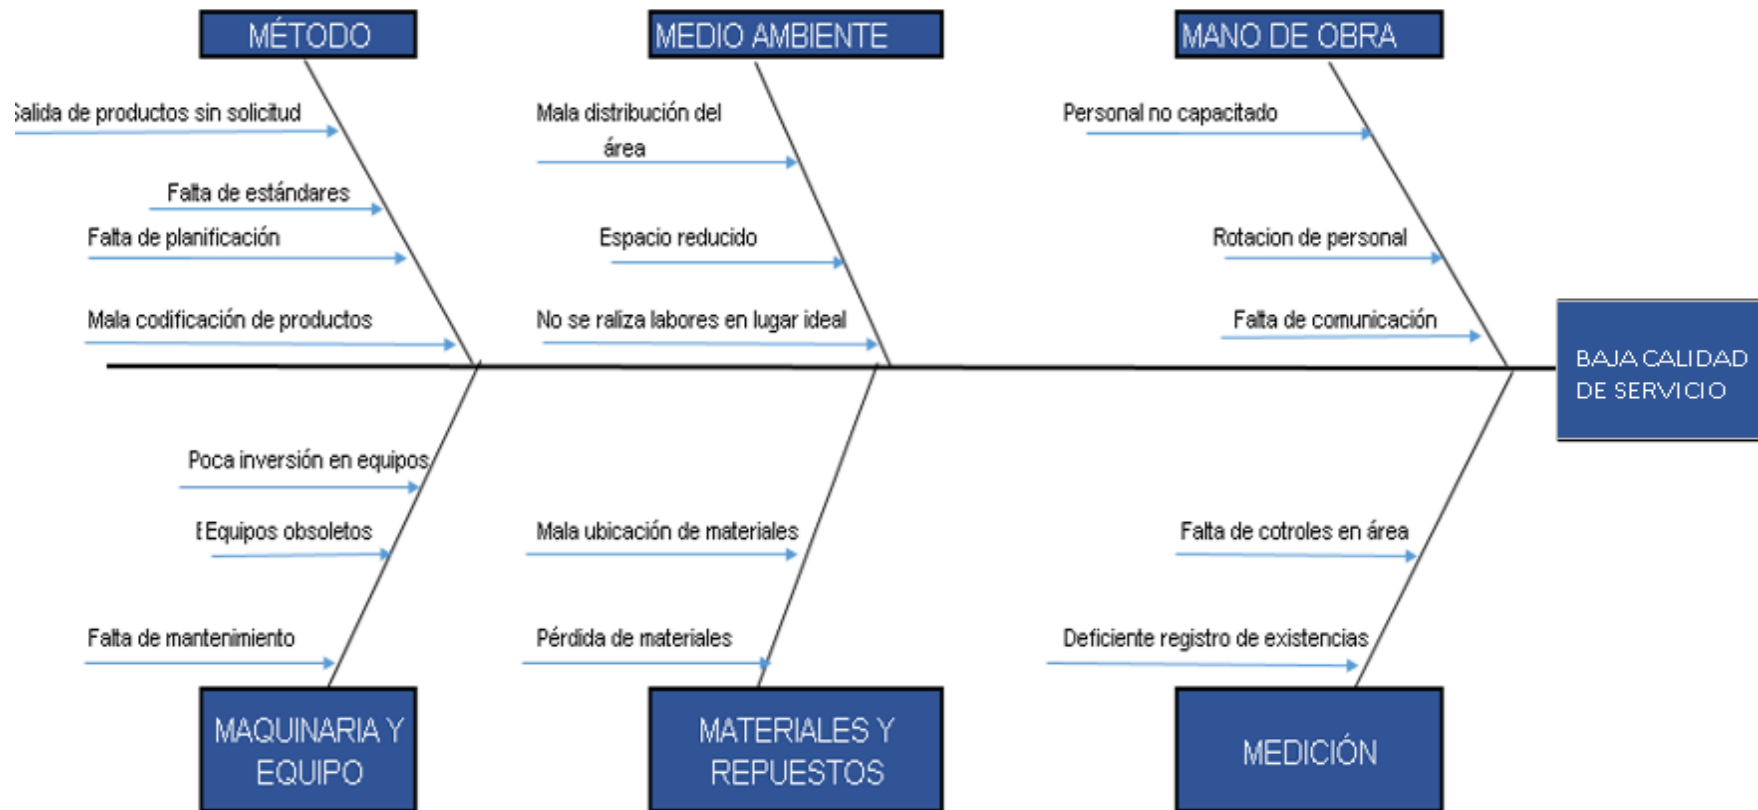 MÉTODO
MEDIO AMBIENTE
MANO DE OBRA
Salida de productos sin solicitud
Falta de estándares
Falta de planificación
Mala codificación de productos
Mala distribución del
área
Espacio reducido
No se raliza labores en lugar ideal
Personal no capacitado
Rotacion de personal
Falta de comunicación
BAJA CALIDAD
DE SERVICIO
Poca inversión en equipos
Equipos obsoletos
Falta de mantenimiento
Mala ubicación de materiales
Pérdida de materiales
Falta de cotroles en área
Deficiente registro de existencias
MAQUINARIA Y
EQUIPO
MATERIALES Y
REPUESTOS
MEDICIÓN